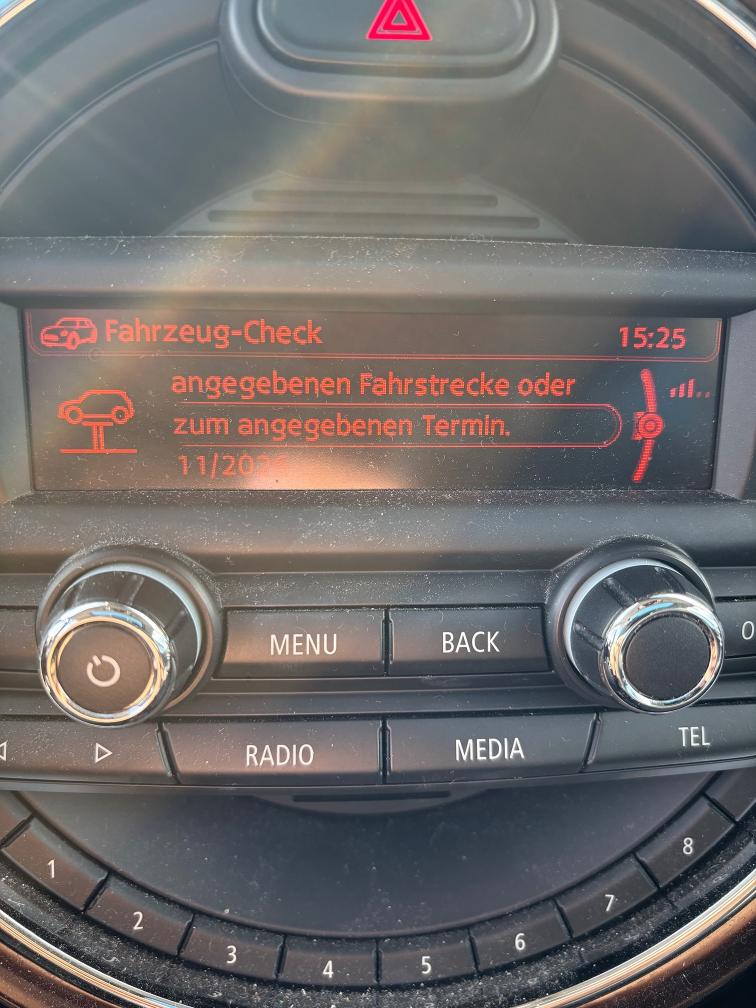 Fahrzeug-Check
15:25
angegebenen Fahrstrecke oder
zum angegebenen Termin.
MENU
BACK
RADIO
MEDIA
TEL
1
2
3
4
5
6
7
8